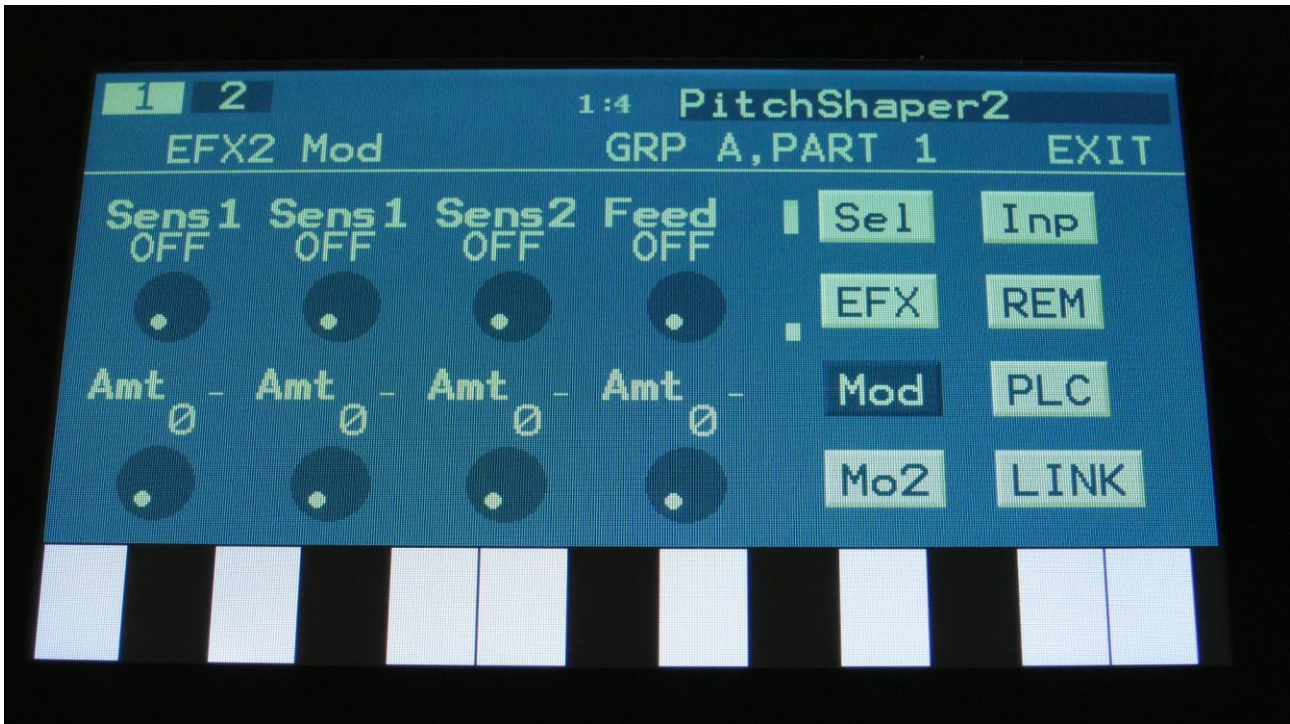 1 2 1:4 PitchShaper2
EFX2 Mod GRP A,PART 1 EXIT
Sens1 Sens1 Sens2 Feed Sel Inp
OFF OFF OFF OFF
EFX REM
Amt - Amt - Amt - Amt - Mod PLC
0 0 0 0
Mo2 LINK